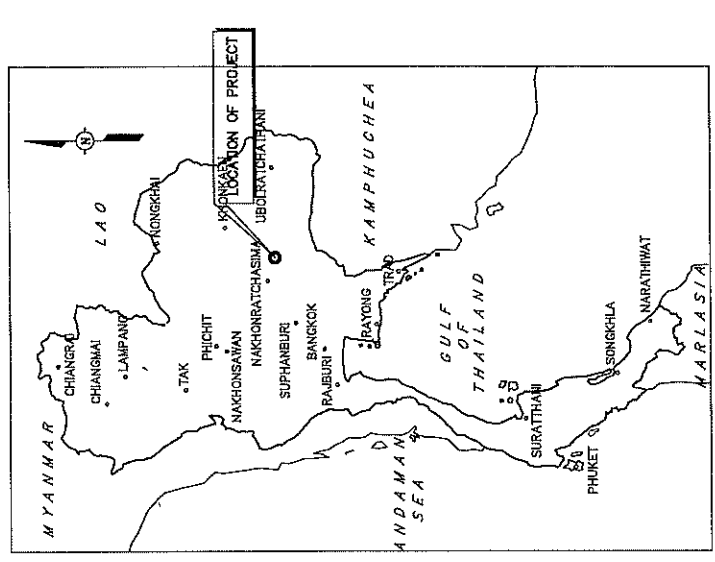 LOCATION OF PROJECT
MYANMAR
LAO
CHIANGRAI
CHIANGMAI
LAMPANG
NONGKHAI
TAK
PHICHIT
KHONKAEN
NAKHONSAWAN
UBOLRATCHATHANI
NAKHONRATCHASIMA
SUPHANBURI
BANGKOK
RAJBURI
KAMPHUCHEA
RAYONG
TRAD
ANDAMAN
SEA
GULF
OF
THAILAND
SURATTHANI
PHUKET
SONGKHLA
NARATHIWAT
MARLASIA
N